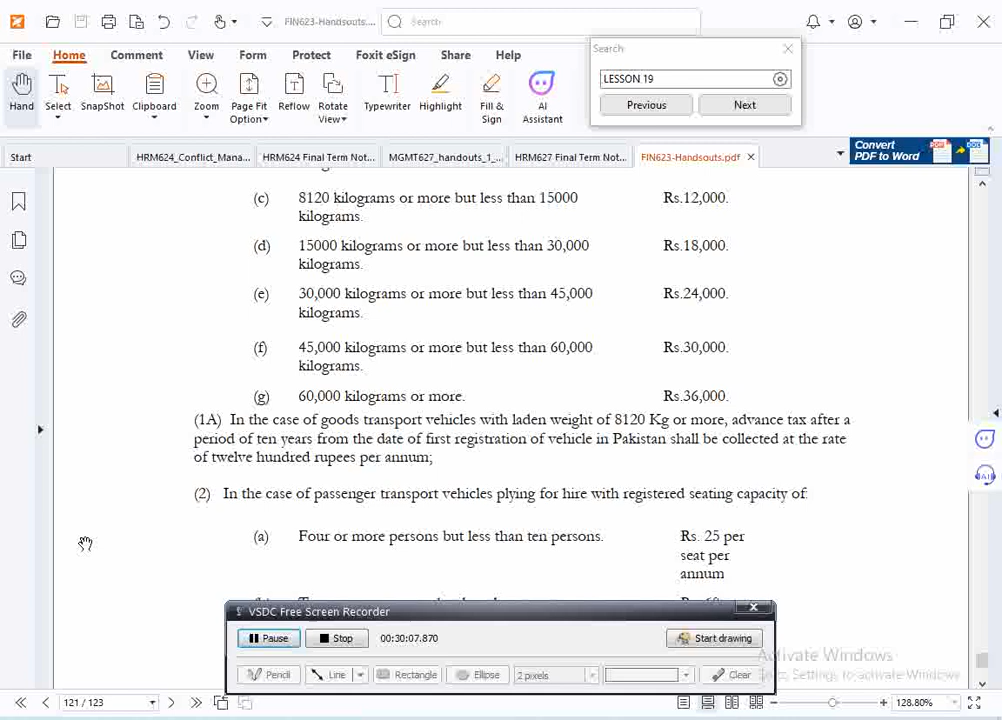 FIN623-Handsouts....
Search
File Home Comment View Form Protect Foxit eSign Share Help
Search:
LESSON 19
Previous Next
Hand Select SnapShot Clipboard Zoom Page Fit Option Reflow Rotate View Typewriter Highlight Fill & Sign AI Assistant
Start HRM624_Conflict_Mana... HRM624 Final Term Not... MGMT627_handouts_1_... HRM627 Final Term Not... FIN623-Handsouts.pdf
Convert PDF to Word
(c) 8120 kilograms or more but less than 15000 Rs.12,000.
kilograms.
(d) 15000 kilograms or more but less than 30,000 Rs.18,000.
kilograms.
(e) 30,000 kilograms or more but less than 45,000 Rs.24,000.
kilograms.
(f) 45,000 kilograms or more but less than 60,000 Rs.30,000.
kilograms.
(g) 60,000 kilograms or more. Rs.36,000.
(1A) In the case of goods transport vehicles with laden weight of 8120 Kg or more, advance tax after a
period of ten years from the date of first registration of vehicle in Pakistan shall be collected at the rate
of twelve hundred rupees per annum;
(2) In the case of passenger transport vehicles plying for hire with registered seating capacity of:
(a) Four or more persons but less than ten persons. Rs. 25 per
seat per
annum
VSDC Free Screen Recorder
Pause Stop 00:30:07.870 Start drawing
Pencil Line Rectangle Ellipse 2 pixels Clear
Activate Windows
Go to Settings to activate Windows.
121 / 123 128.80%